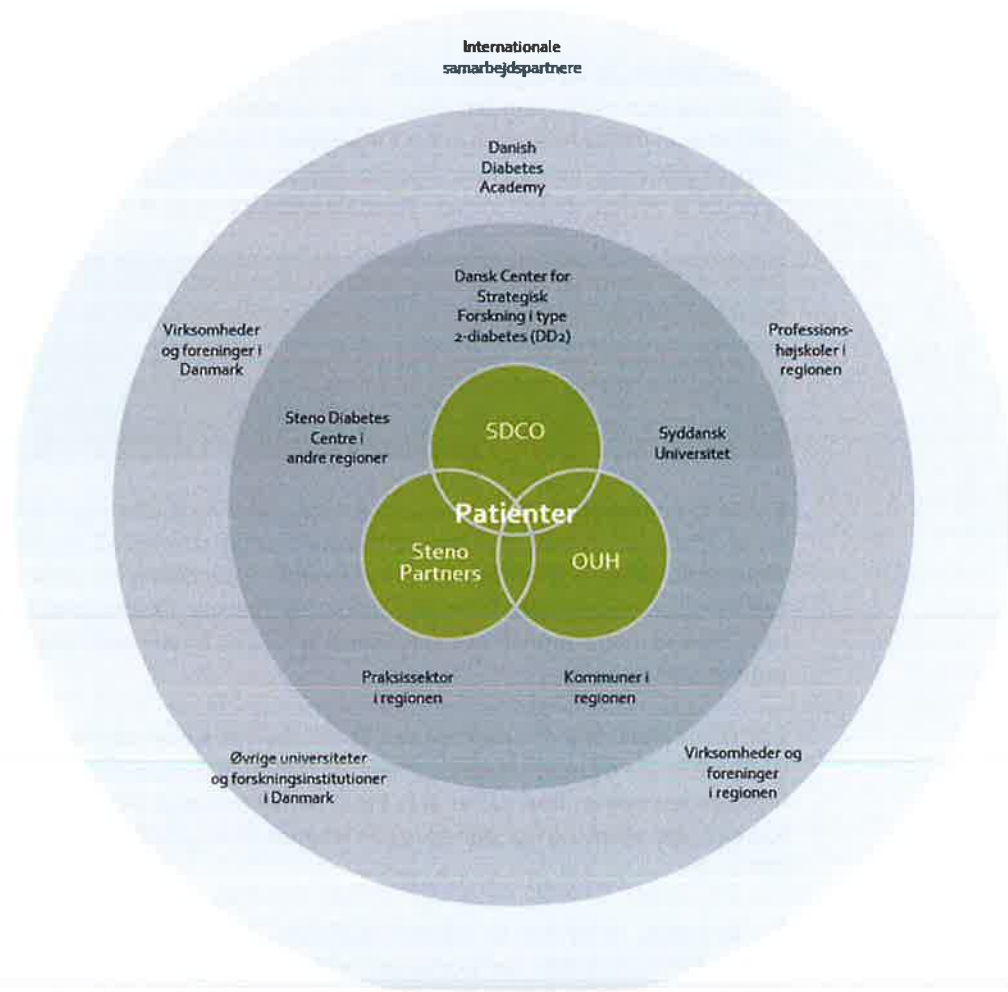 Internationale
samarbejdspartnere
Danish
Diabetes
Academy
Dansk Center for
Strategisk
Forskning i type
2-diabetes (DD2)
Virksomheder
og foreninger i
Danmark
Professions-
højskoler i
regionen
Steno Diabetes
Centre i
andre regioner
SDCO
Syddansk
Universitet
Patienter
Steno
Partners
OUH
Praksissektor
i regionen
Kommuner i
regionen
Øvrige universiteter
og forskningsinstitutioner
i Danmark
Virksomheder og
foreninger
i regionen